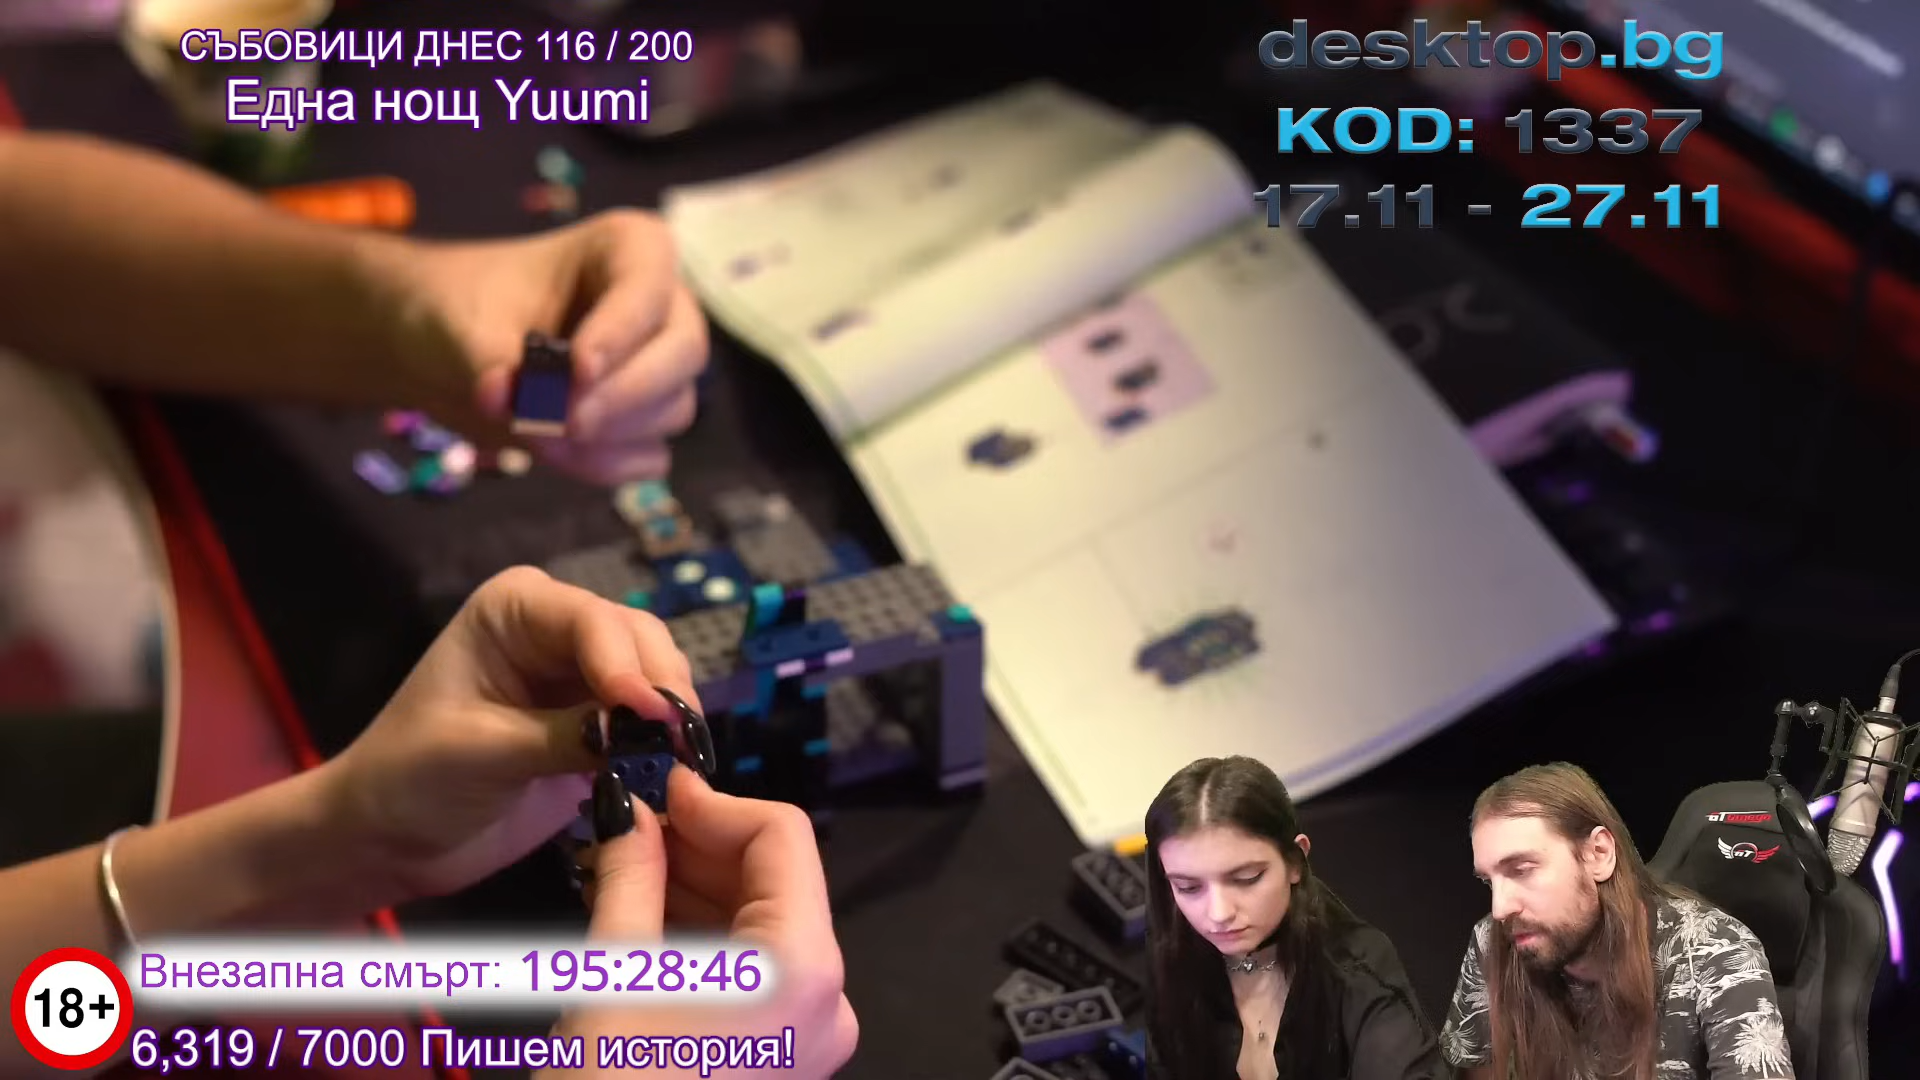 СЪБОВИЦИ ДНЕС 116 / 200
Една нощ Yuumi
desktop.bg
KOD: 1337
17.11 - 27.11
Внезапна смърт: 195:28:46
18+
6,319 / 7000 Пишем история!